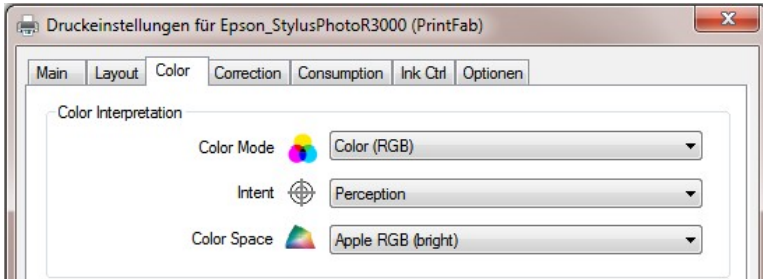 Druckeinstellungen für Epson_StylusPhotoR3000 (PrintFab)
Main Layout Color Correction Consumption Ink Ctrl Optionen
Color Interpretation
Color Mode Color (RGB)
Intent Perception
Color Space Apple RGB (bright)